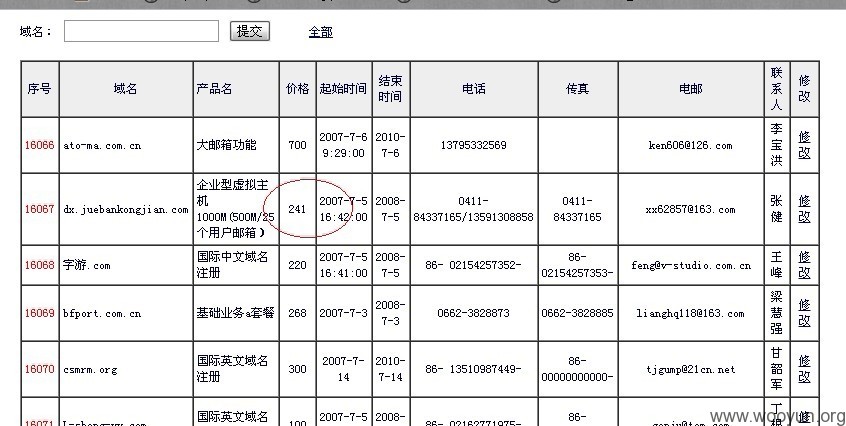 域名： 提交 全部
序号 域名 产品名 价格 起始时间 结束时间 电话 传真 电邮 联系人 修改
16066 ato-ma.com.cn 大邮箱功能 700 2007-7-6 9:29:00 2010-7-6 13795332569 ken606@126.com 李宝洪 修改
16067 dx.juebankongjian.com 企业型虚拟主机1000M(500M/25个用户邮箱) 241 2007-7-5 16:42:00 2008-7-5 0411-84337165/13591308858 0411-84337165 xx62857@163.com 张健 修改
16068 字游.com 国际中文域名注册 220 2007-7-5 16:41:00 2008-7-5 86- 02154257352- 86-02154257353- feng@v-studio.com.cn 王峰 修改
16069 bfport.com.cn 基础业务a套餐 268 2007-7-3 2008-7-3 0662-3828873 0662-3828885 lianghq118@163.com 梁慧强 修改
16070 csmrm.org 国际英文域名注册 300 2007-7-14 2010-7-14 86- 13510987449- 86-00000000000- tjgump@21cn.net 甘韶军 修改
国际英文域名 2007-7-5 2008- 86-
www.wooyun.org